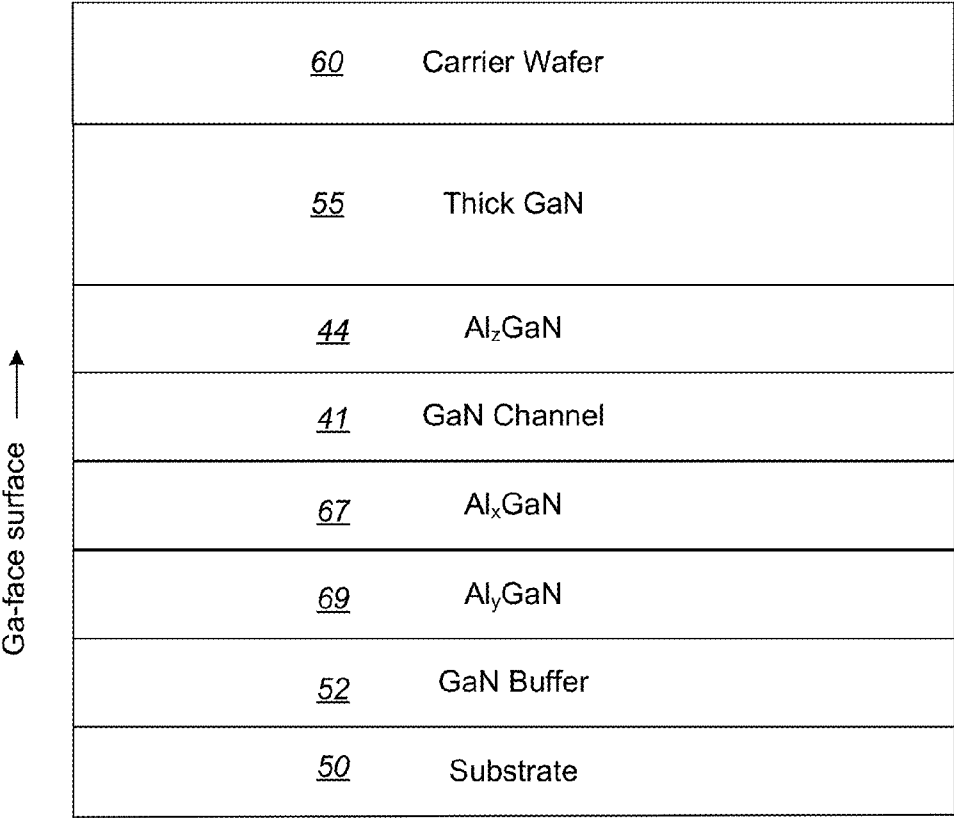 60 Carrier Wafer
55 Thick GaN
44 AlzGaN
41 GaN Channel
67 AlxGaN
69 AlyGaN
52 GaN Buffer
50 Substrate
Ga-face surface